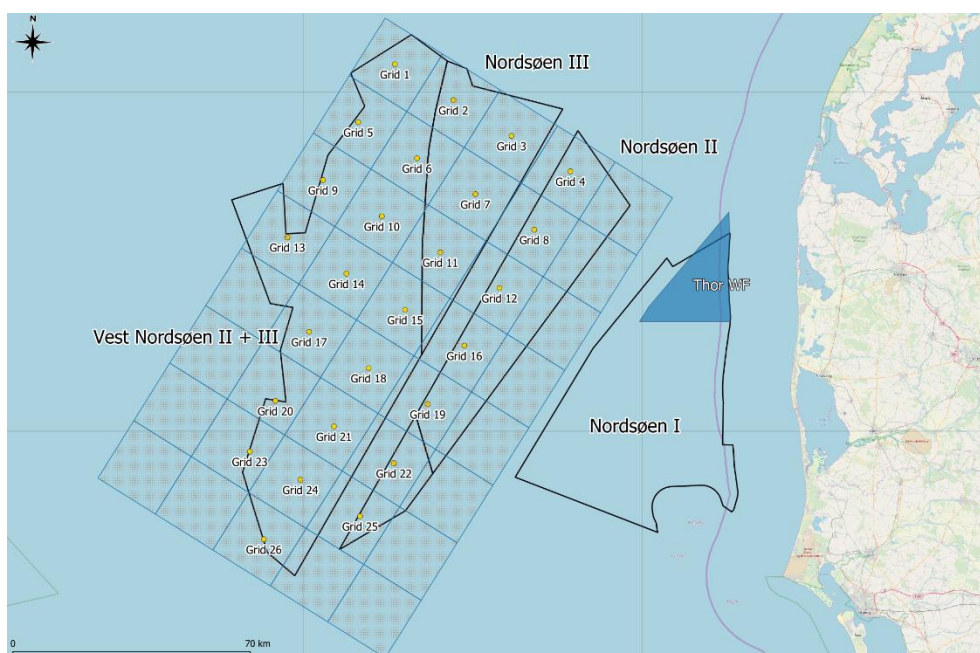 N
Nordsøen III
Grid 1
Grid 2
Grid 5
Grid 3
Nordsøen II
Grid 6
Grid 4
Grid 9
Grid 7
Grid 10
Grid 8
Grid 13
Grid 11
Grid 14
Grid 12
Thor WF
Grid 15
Vest Nordsøen II + III
Grid 17
Grid 16
Grid 18
Grid 20
Grid 19
Grid 21
Nordsøen I
Grid 23
Grid 22
Grid 24
Grid 25
Grid 26
0
70 km